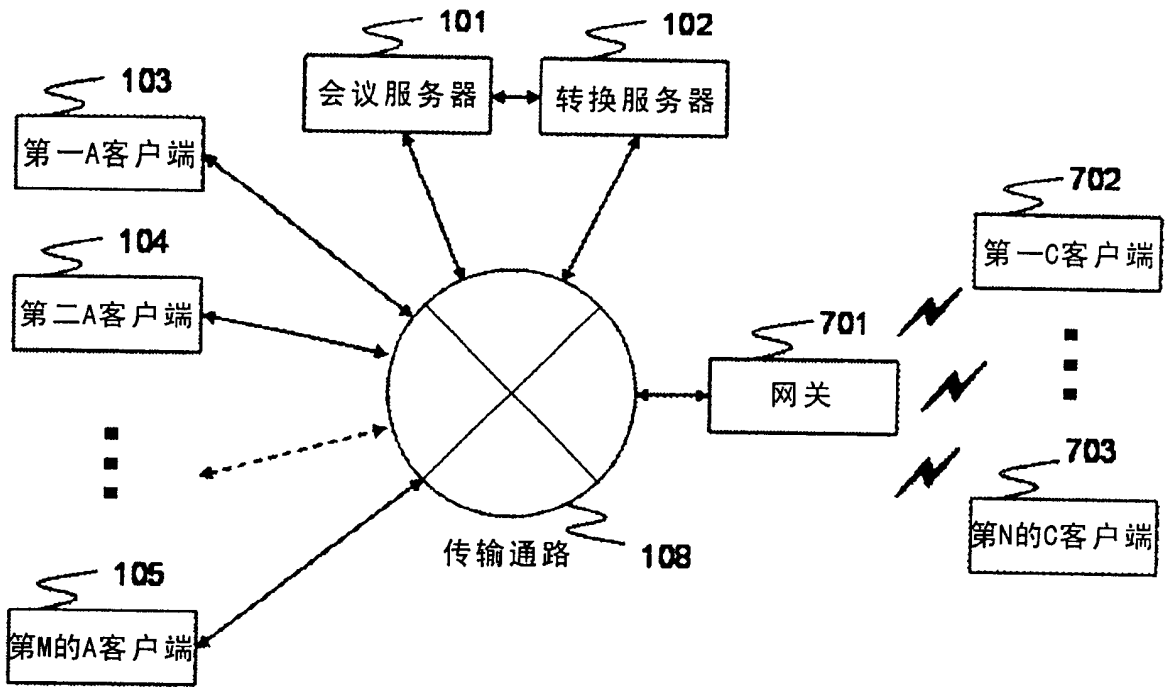 101
102
会议服务器
转换服务器
103
第一A客户端
702
第一C客户端
104
第二A客户端
701
网关
703
第N的C客户端
传输通路
108
105
第M的A客户端